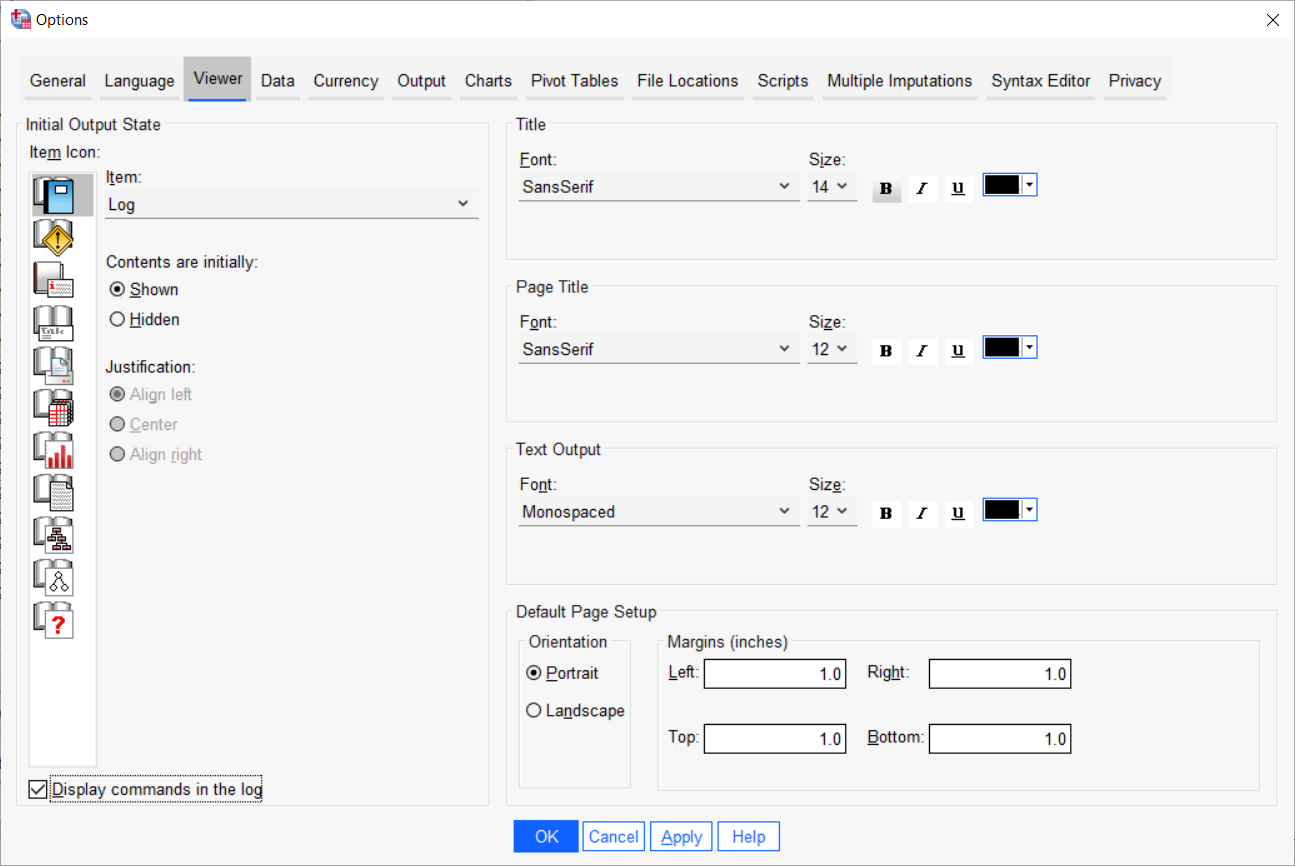 Options
General Language Viewer Data Currency Output Charts Pivot Tables File Locations Scripts Multiple Imputations Syntax Editor Privacy
Initial Output State
Item Icon:
Item:
Log
Contents are initially:
Shown
Hidden
Justification:
Align left
Center
Align right
Display commands in the log
Title
Font: Size:
SansSerif 14 B I U
Page Title
Font: Size:
SansSerif 12 B I U
Text Output
Font: Size:
Monospaced 12 B I U
Default Page Setup
Orientation
Portrait
Landscape
Margins (inches)
Left: 1.0 Right: 1.0
Top: 1.0 Bottom: 1.0
OK Cancel Apply Help